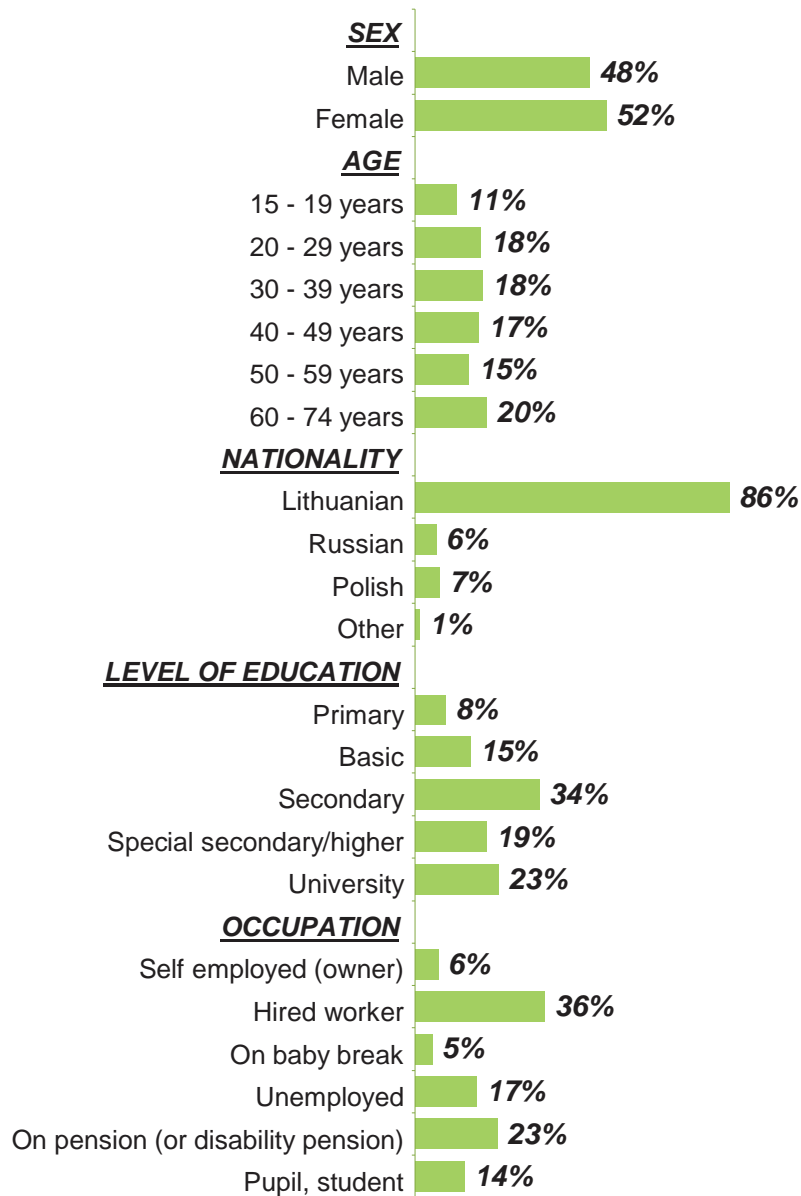 SEX
Male 48%
Female 52%
AGE
15 - 19 years 11%
20 - 29 years 18%
30 - 39 years 18%
40 - 49 years 17%
50 - 59 years 15%
60 - 74 years 20%
NATIONALITY
Lithuanian 86%
Russian 6%
Polish 7%
Other 1%
LEVEL OF EDUCATION
Primary 8%
Basic 15%
Secondary 34%
Special secondary/higher 19%
University 23%
OCCUPATION
Self employed (owner) 6%
Hired worker 36%
On baby break 5%
Unemployed 17%
On pension (or disability pension) 23%
Pupil, student 14%